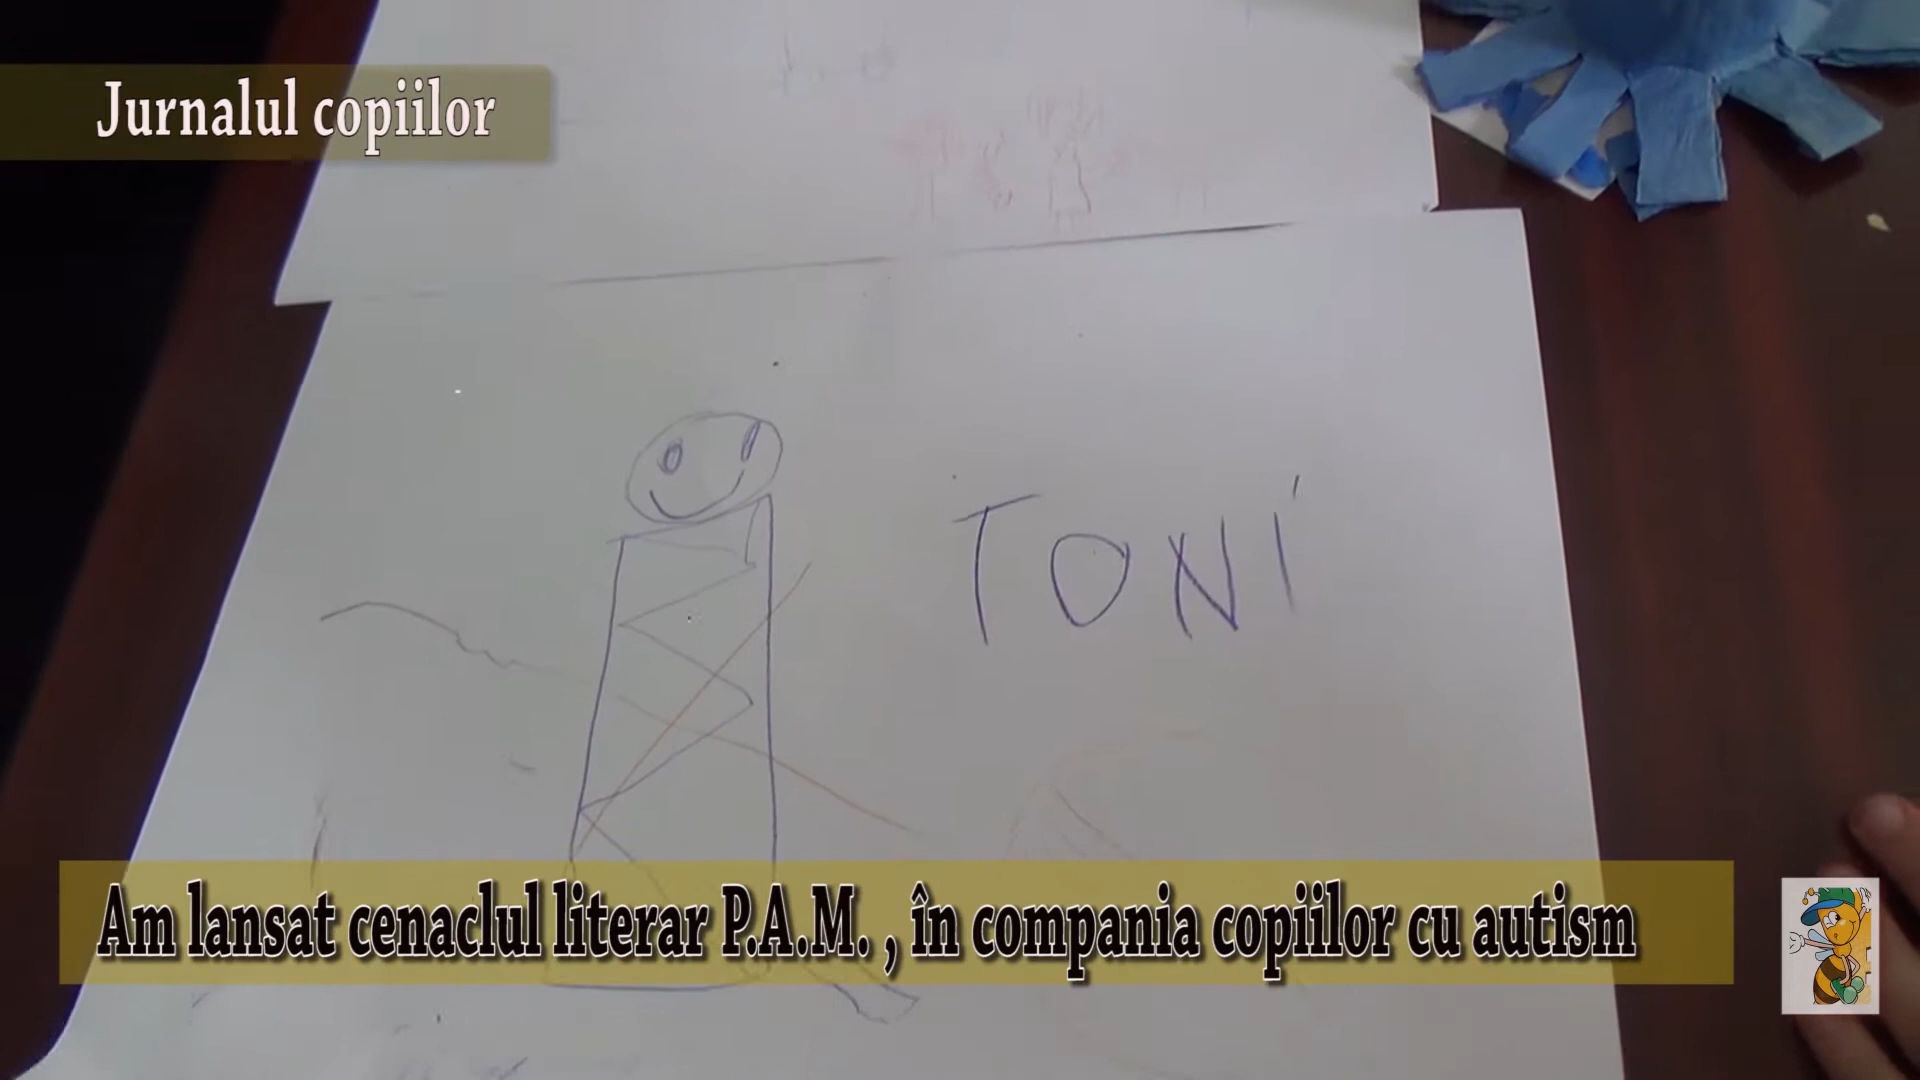 Jurnalul copiilor
TONI
Am lansat cenaclul literar P.A.M. , în compania copiilor cu autism